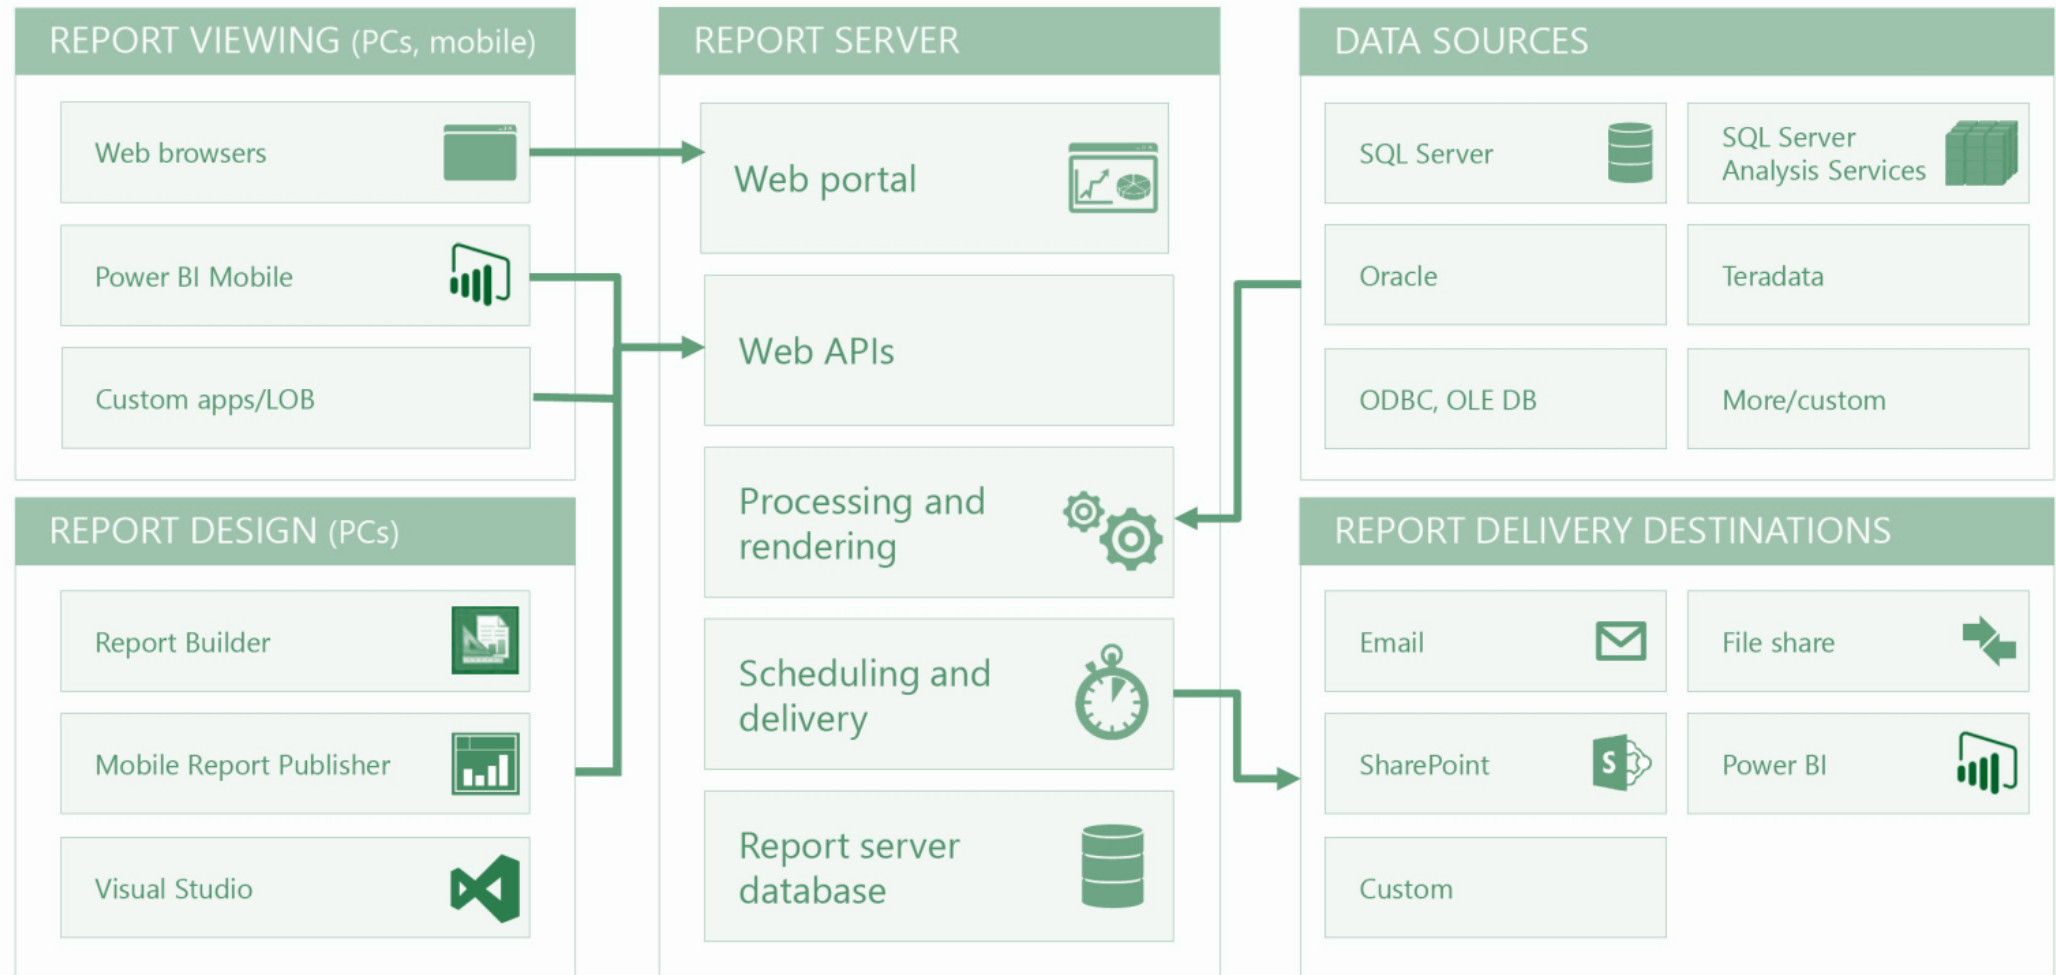 REPORT VIEWING (PCs, mobile)
Web browsers
Power BI Mobile
Custom apps/LOB
REPORT DESIGN (PCs)
Report Builder
Mobile Report Publisher
Visual Studio
REPORT SERVER
Web portal
Web APIs
Processing and
rendering
Scheduling and
delivery
Report server
database
DATA SOURCES
SQL Server
SQL Server
Analysis Services
Oracle
Teradata
ODBC, OLE DB
More/custom
REPORT DELIVERY DESTINATIONS
Email
File share
SharePoint
S
Power BI
Custom